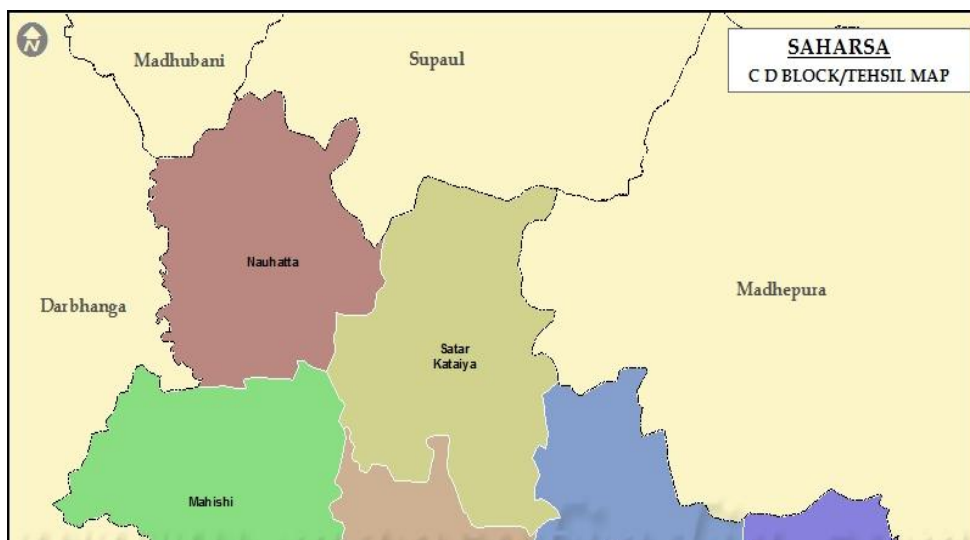 N
Madhubani
Supaul
SAHARSA
C D BLOCK/TEHSIL MAP
Nauhatta
Darbhanga
Madhepura
Satar
Kataiya
Mahishi